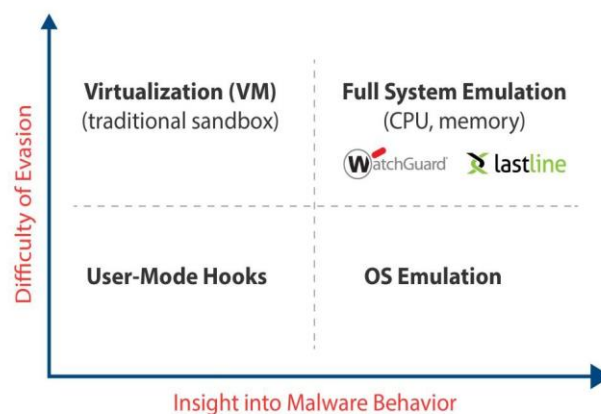 Difficulty of Evasion
Virtualization (VM)
(traditional sandbox)
Full System Emulation
(CPU, memory)
WatchGuard
lastline
User-Mode Hooks
OS Emulation
Insight into Malware Behavior